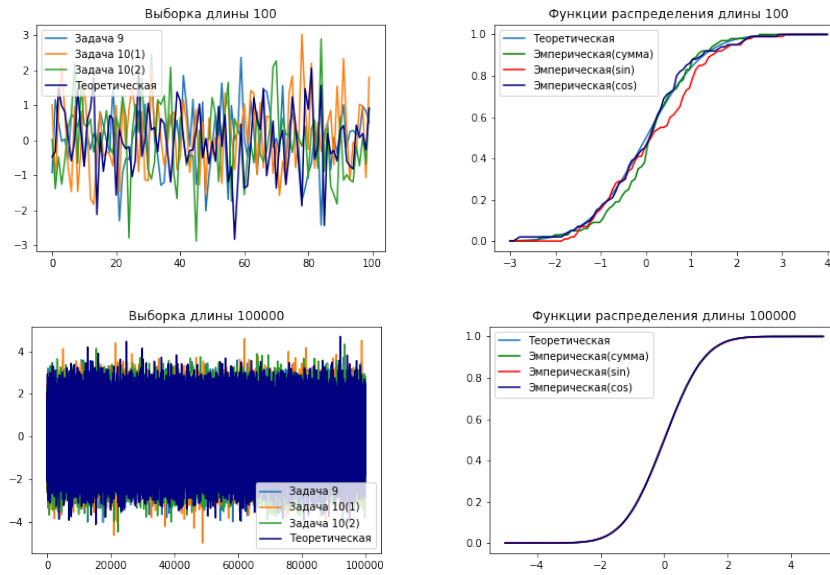 Выборка длины 100
Задача 9
Задача 10(1)
Задача 10(2)
Теоретическая
3
2
1
0
−1
−2
−3
0 20 40 60 80 100
Функции распределения длины 100
Теоретическая
Эмперическая(сумма)
Эмперическая(sin)
Эмперическая(cos)
1.0
0.8
0.6
0.4
0.2
0.0
−3 −2 −1 0 1 2 3 4
Выборка длины 100000
4
2
0
−2
−4
Задача 9
Задача 10(1)
Задача 10(2)
Теоретическая
0 20000 40000 60000 80000 100000
Функции распределения длины 100000
Теоретическая
Эмперическая(сумма)
Эмперическая(sin)
Эмперическая(cos)
1.0
0.8
0.6
0.4
0.2
0.0
−4 −2 0 2 4